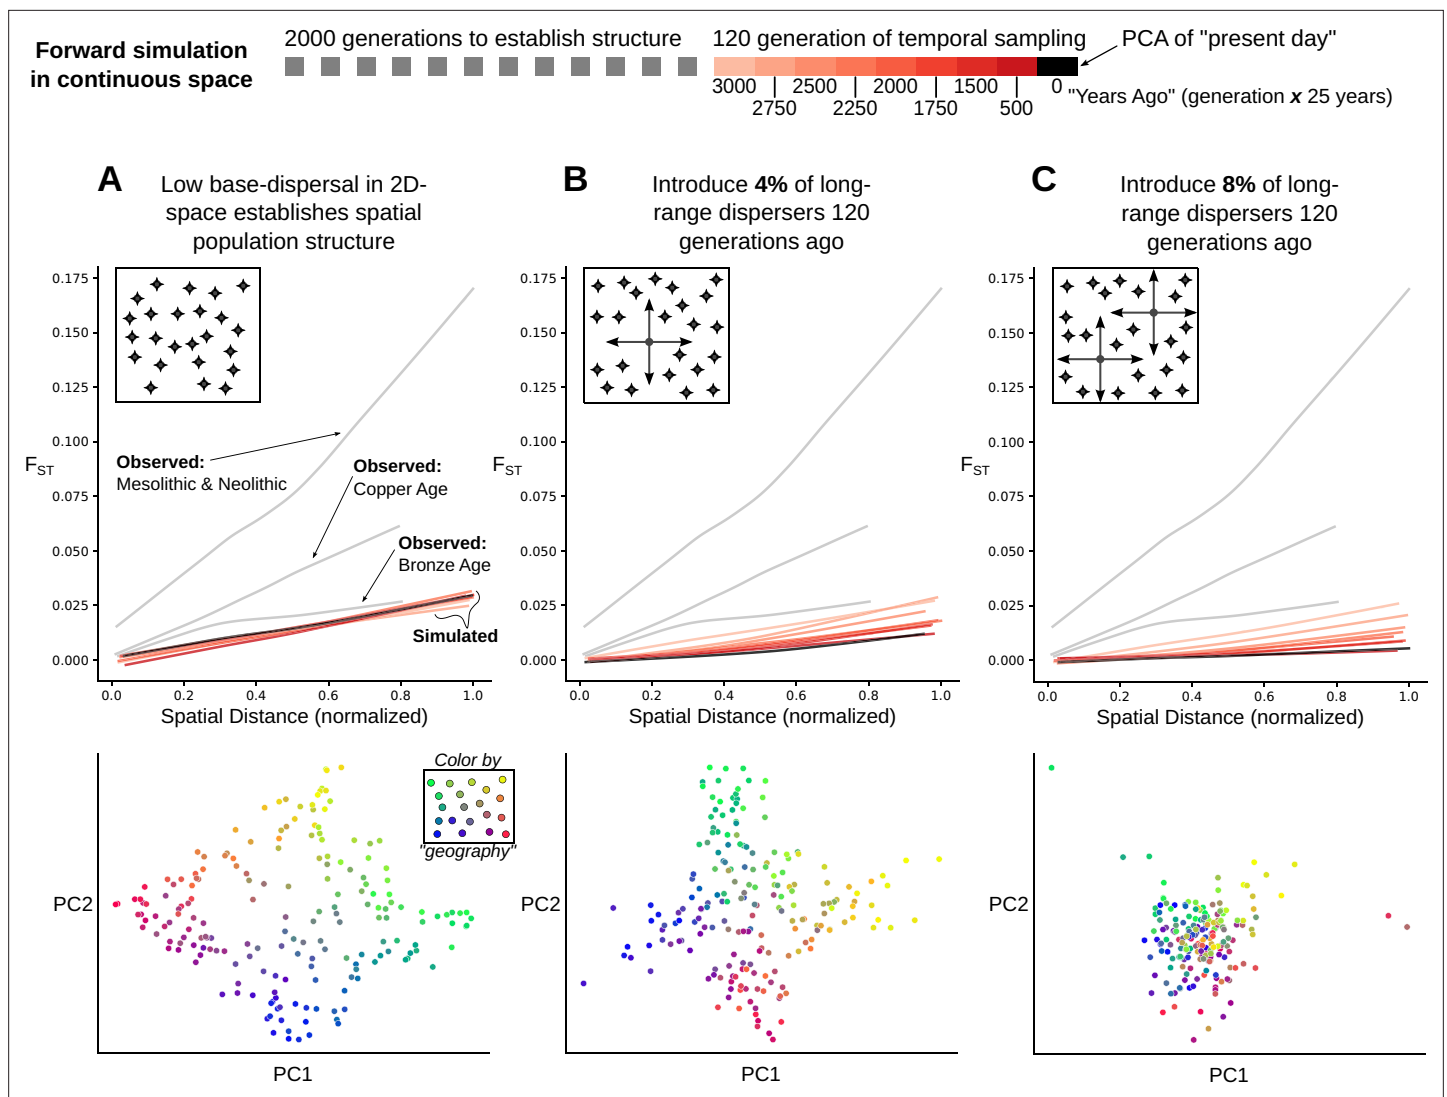 Forward simulation
in continuous space
2000 generations to establish structure
120 generation of temporal sampling
PCA of "present day"
3000 2500 2000 1500 0
2750 2250 1750 500
"Years Ago" (generation x 25 years)
A
Low base-dispersal in 2D-
space establishes spatial
population structure
B
Introduce 4% of long-
range dispersers 120
generations ago
C
Introduce 8% of long-
range dispersers 120
generations ago
0.175
0.150
0.125
0.100
0.075
0.050
0.025
0.000
FST
Observed:
Mesolithic & Neolithic
Observed:
Copper Age
Observed:
Bronze Age
Simulated
0.0 0.2 0.4 0.6 0.8 1.0
Spatial Distance (normalized)
0.175
0.150
0.125
0.100
0.075
0.050
0.025
0.000
FST
0.0 0.2 0.4 0.6 0.8 1.0
Spatial Distance (normalized)
0.175
0.150
0.125
0.100
0.075
0.050
0.025
0.000
FST
0.0 0.2 0.4 0.6 0.8 1.0
Spatial Distance (normalized)
Color by
"geography"
PC2
PC1
PC2
PC1
PC2
PC1